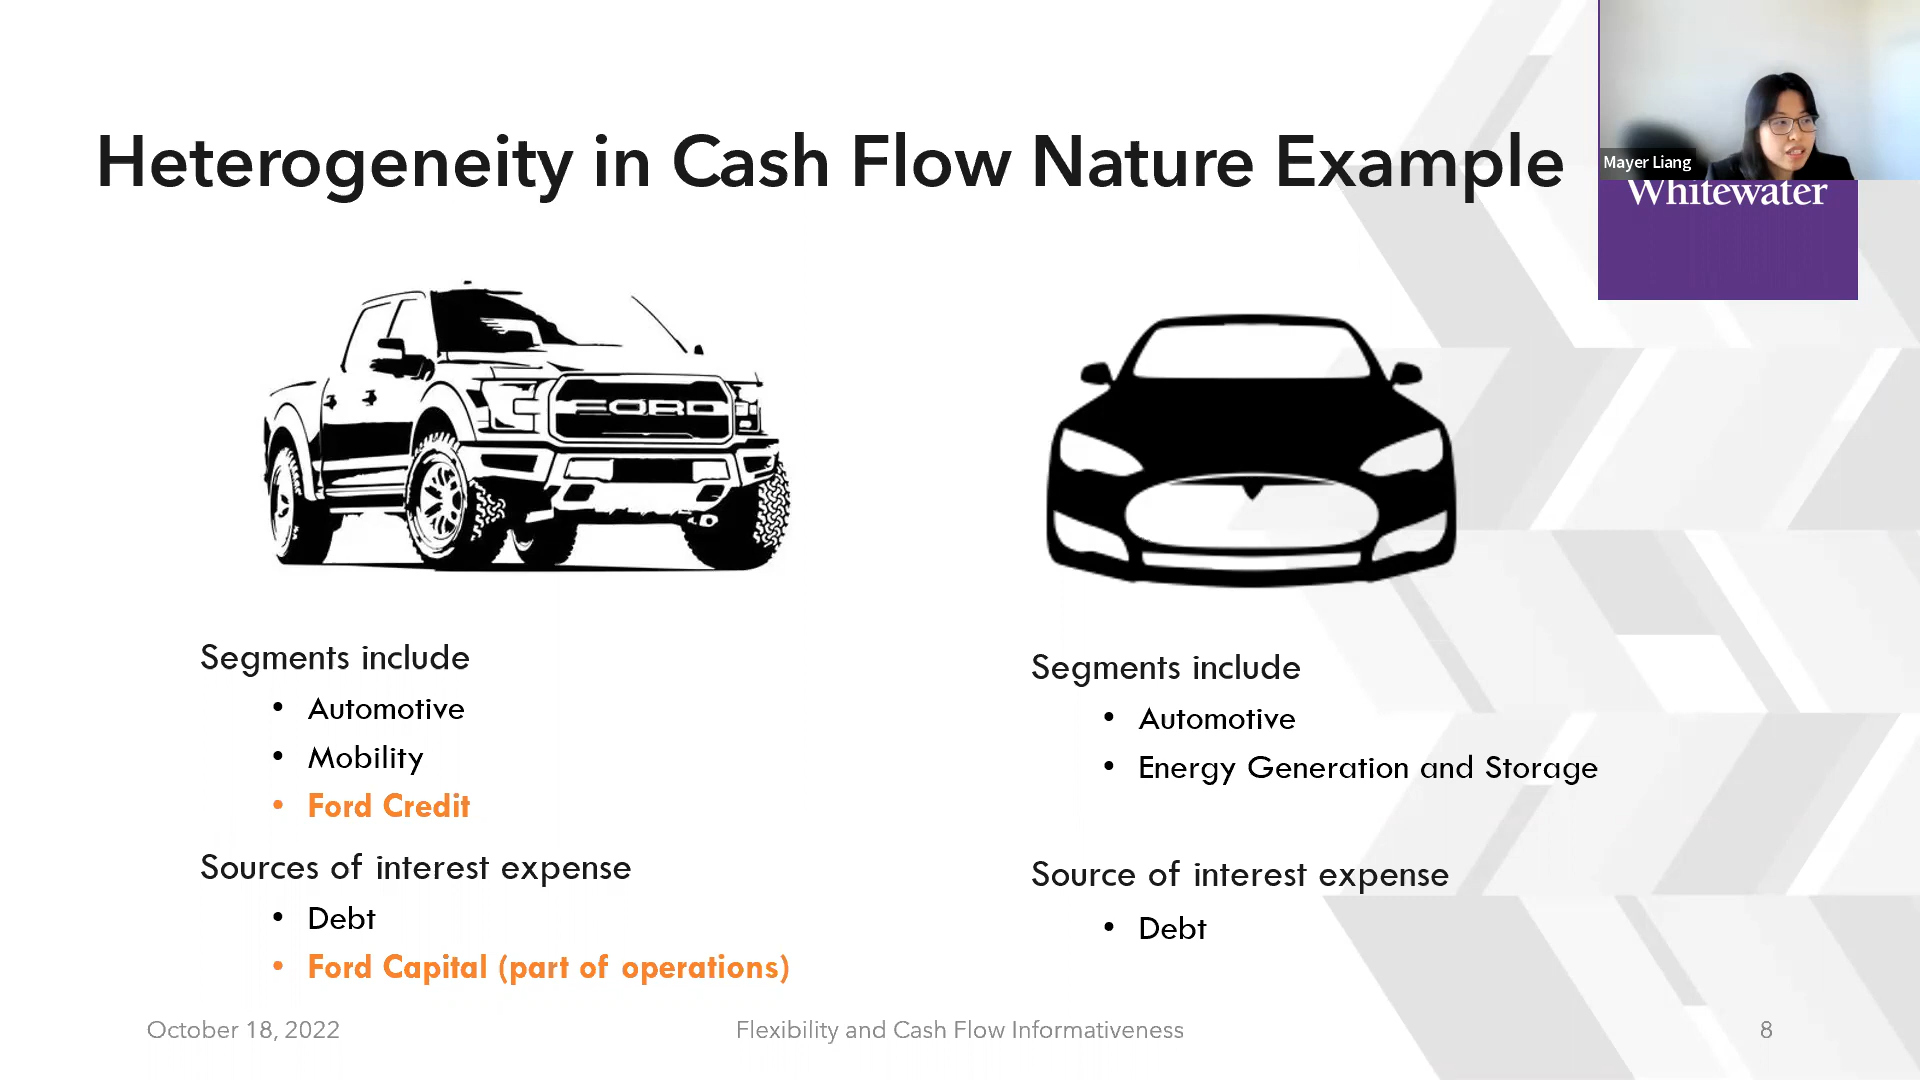 Heterogeneity in Cash Flow Nature Example
Mayer Liang
Whitewater
FORD
Segments include
• Automotive
• Mobility
• Ford Credit
Sources of interest expense
• Debt
• Ford Capital (part of operations)
Segments include
• Automotive
• Energy Generation and Storage
Source of interest expense
• Debt
October 18, 2022
Flexibility and Cash Flow Informativeness
8